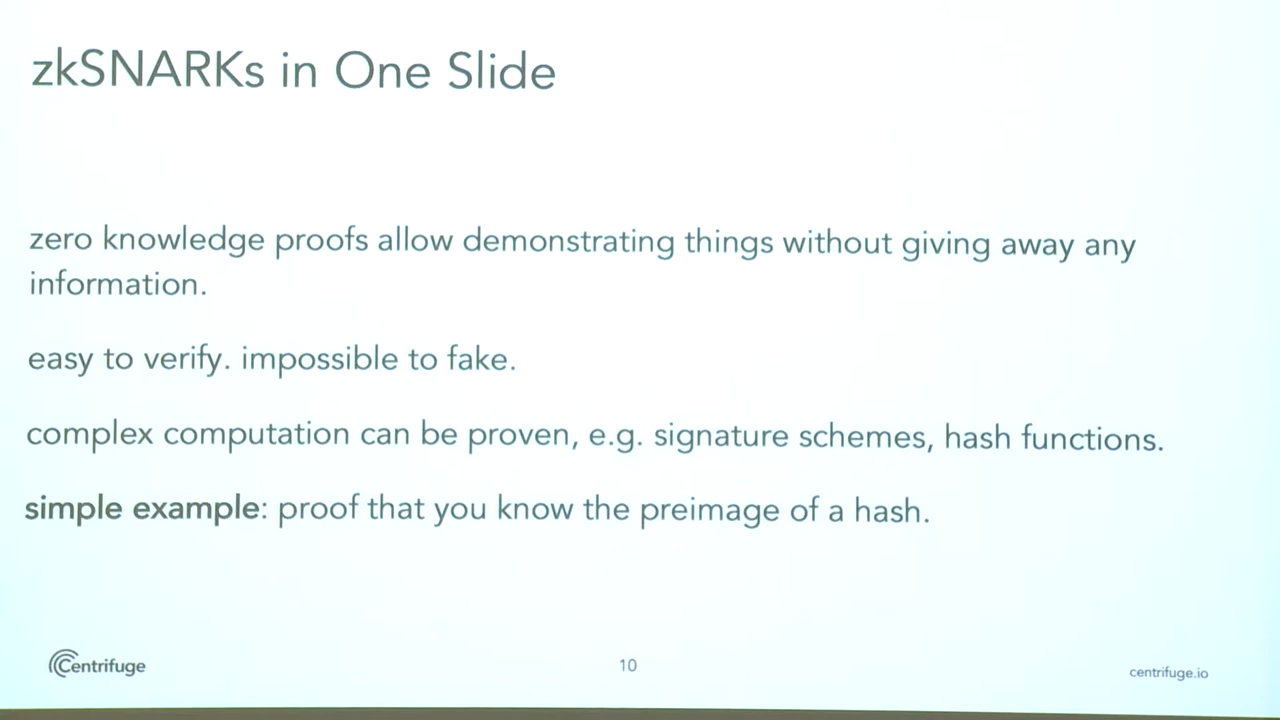 zkSNARKs in One Slide
zero knowledge proofs allow demonstrating things without giving away any
information.
easy to verify. impossible to fake.
complex computation can be proven, e.g. signature schemes, hash functions.
simple example: proof that you know the preimage of a hash.
Centrifuge
10
centrifuge.io